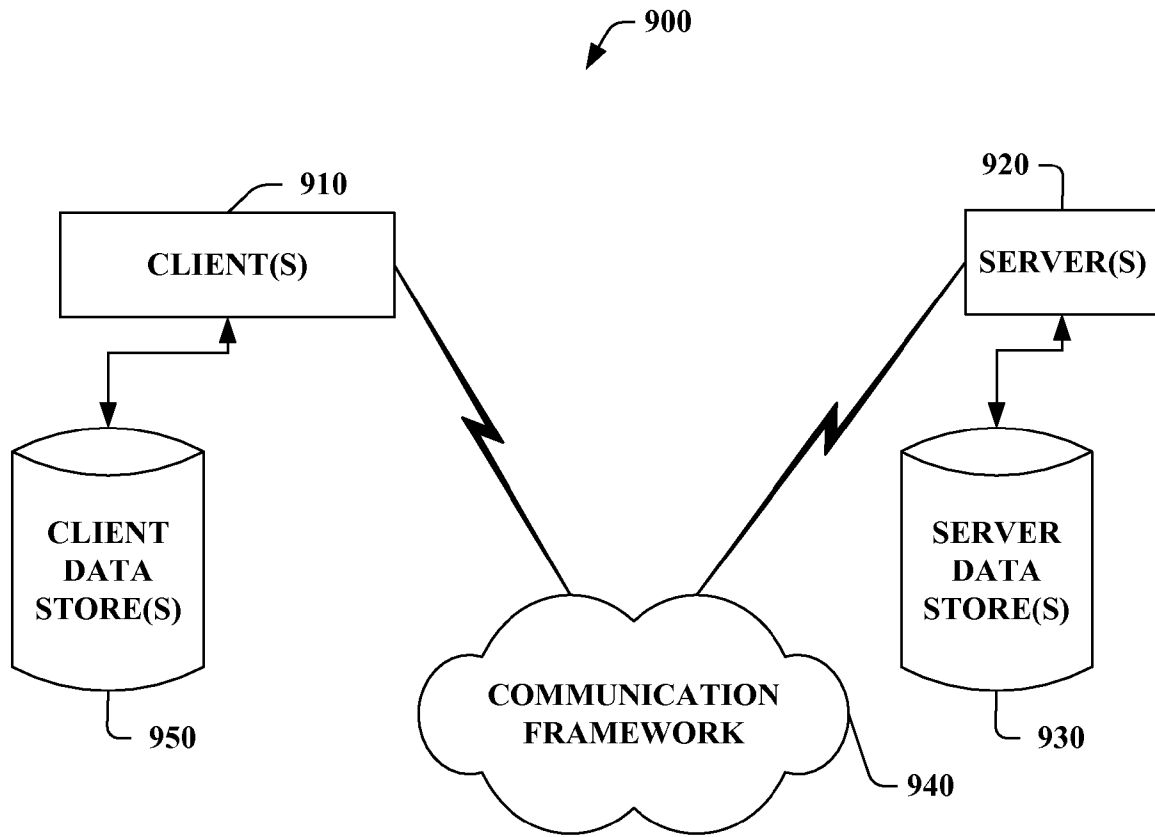 900
910
920
CLIENT(S)
SERVER(S)
CLIENT
DATA
STORE(S)
SERVER
DATA
STORE(S)
COMMUNICATION
FRAMEWORK
950
930
940